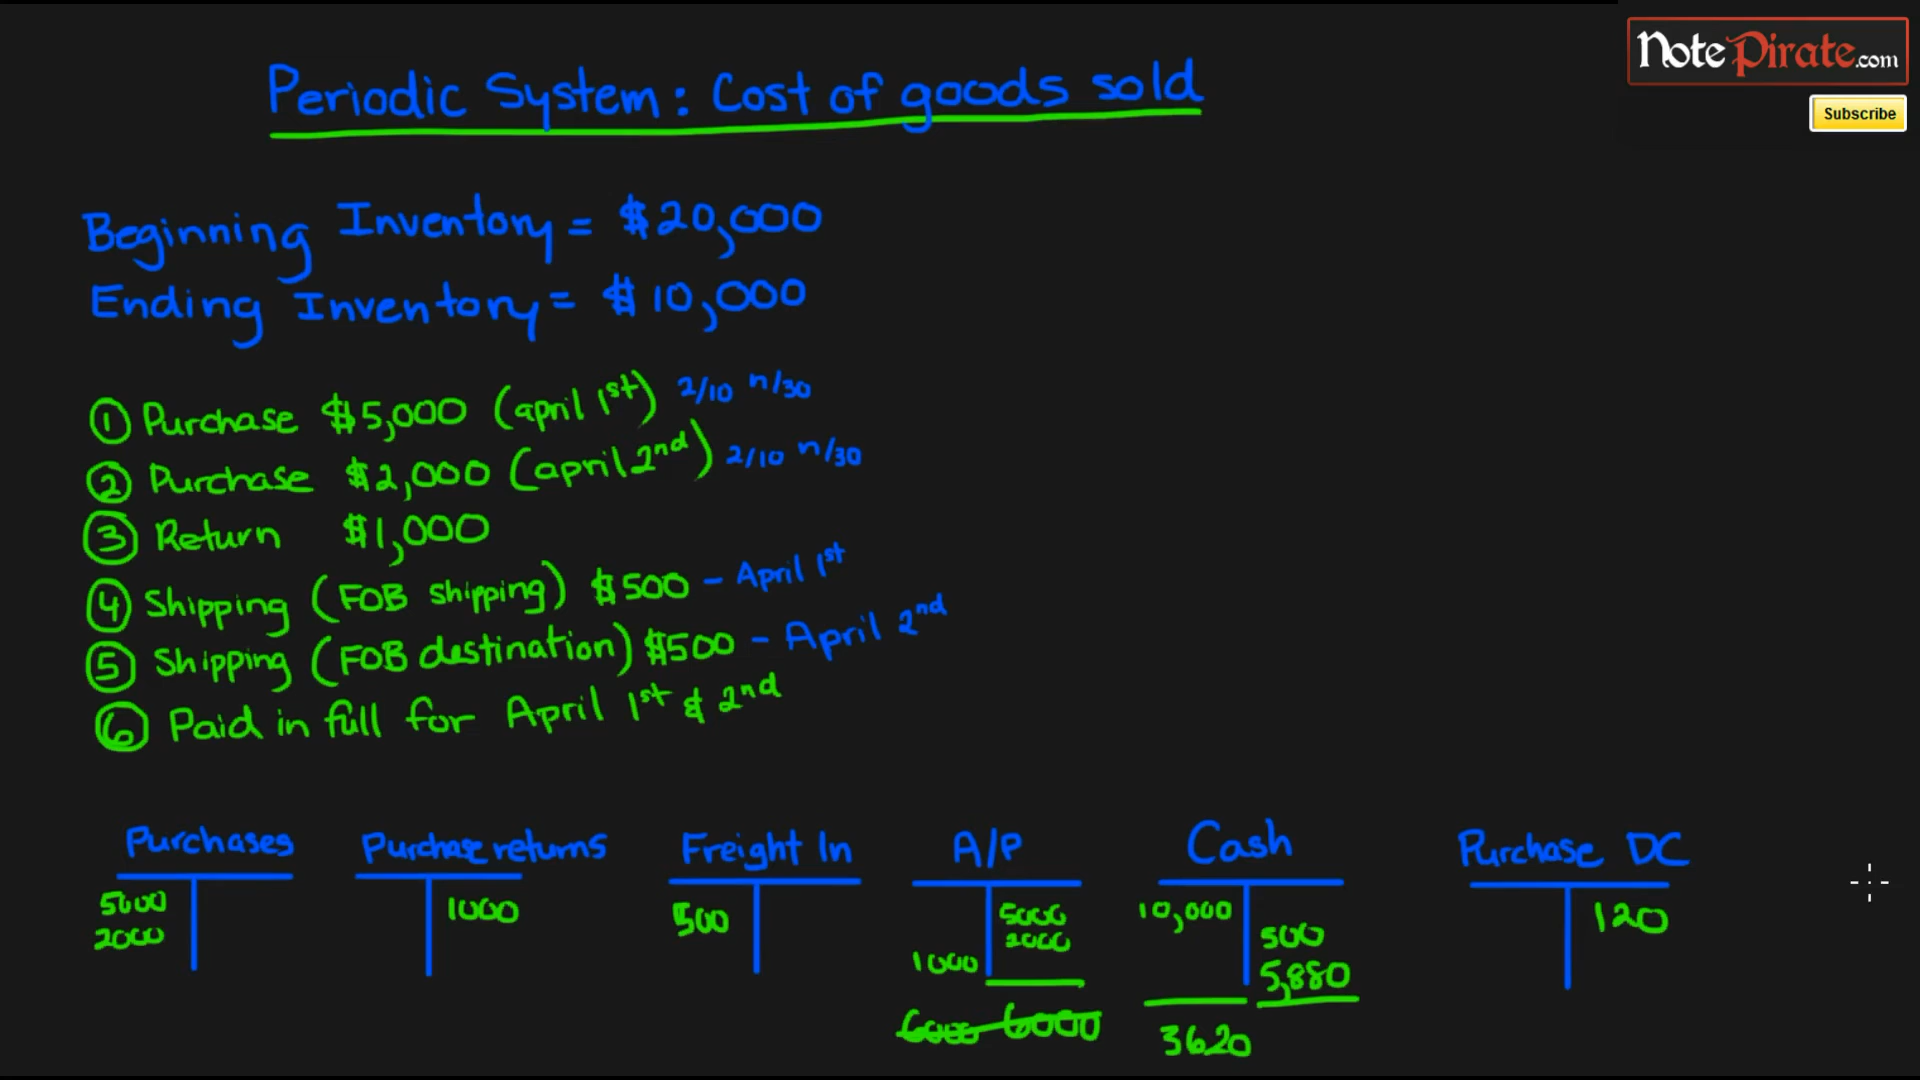 NotePirate.com
Subscribe
Periodic System: Cost of goods sold
Beginning Inventory = $20,000
Ending Inventory = $10,000
① Purchase $5,000 (april 1st) 2/10 n/30
② Purchase $2,000 (april 2nd) 2/10 n/30
③ Return $1,000
④ Shipping (FOB shipping) $500 - April 1st
⑤ Shipping (FOB destination) $500 - April 2nd
⑥ Paid in full for April 1st & 2nd
Purchases Purchase returns Freight In A/P Cash Purchase DC
5000 1000 500 5000 10,000 120
2000 2000 500
1000 5,880
6000 6000 3620